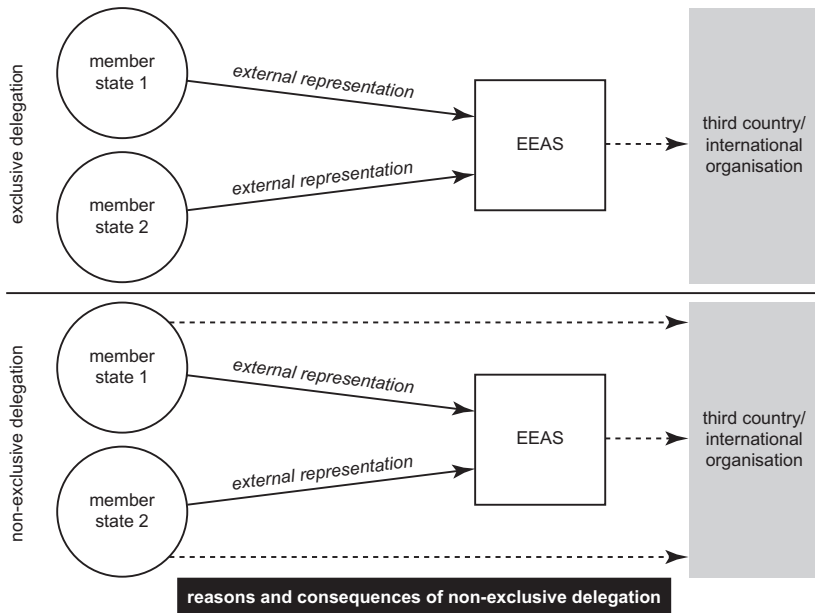 exclusive delegation
member
state 1
external representation
member
state 2
external representation
EEAS
third country/
international
organisation
non-exclusive delegation
member
state 1
external representation
member
state 2
external representation
EEAS
third country/
international
organisation
reasons and consequences of non-exclusive delegation